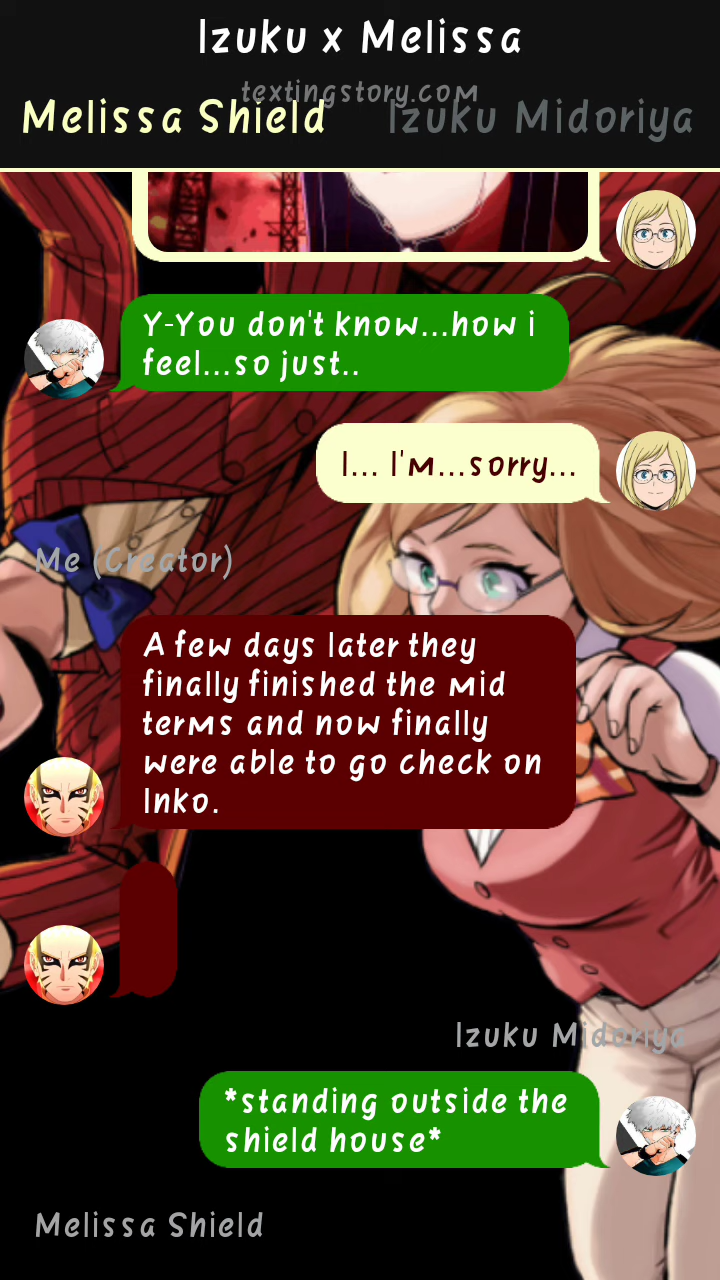 Izuku x Melissa
textingstory.com
Melissa Shield Izuku Midoriya
Y-You don't know...how i
feel...so just..
I... I'm...sorry...
Me (Creator)
A few days later they
finally finished the mid
terms and now finally
were able to go check on
Inko.
Izuku Midoriya
*standing outside the
shield house*
Melissa Shield